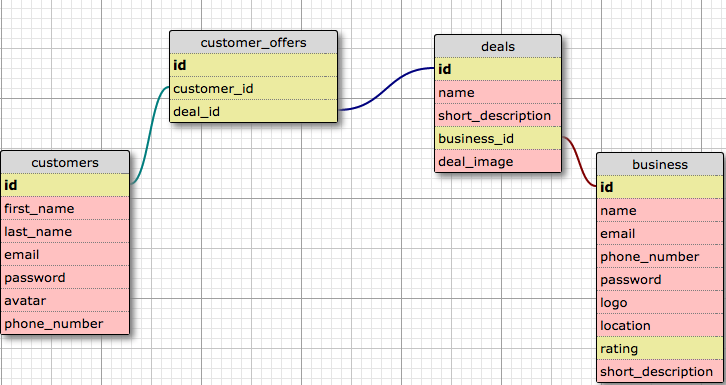 customer_offers
id
customer_id
deal_id
deals
id
name
short_description
business_id
deal_image
customers
id
first_name
last_name
email
password
avatar
phone_number
business
id
name
email
phone_number
password
logo
location
rating
short_description